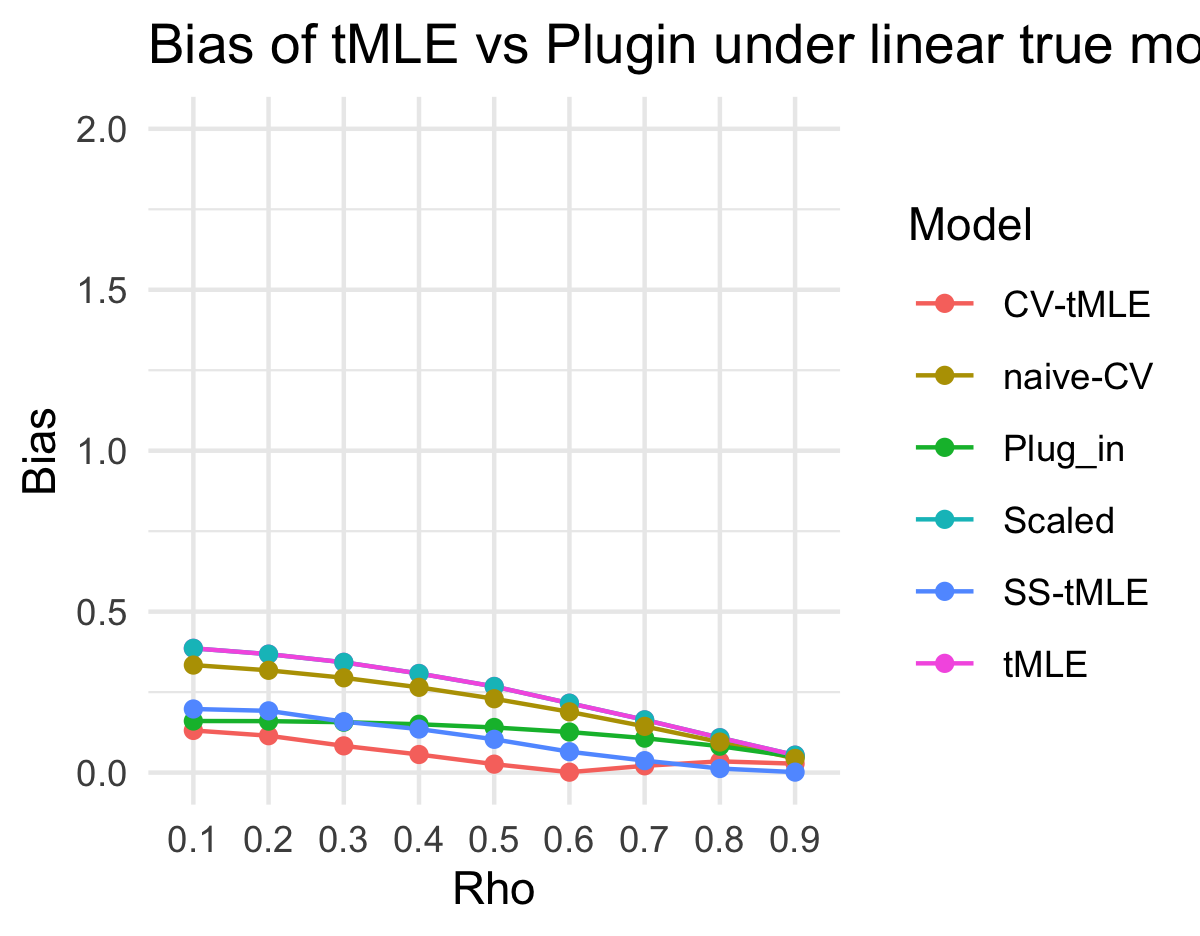 Bias of tMLE vs Plugin under linear true mo
2.0
1.5
1.0
0.5
0.0
Bias
0.1 0.2 0.3 0.4 0.5 0.6 0.7 0.8 0.9
Rho
Model
CV-tMLE
naive-CV
Plug_in
Scaled
SS-tMLE
tMLE